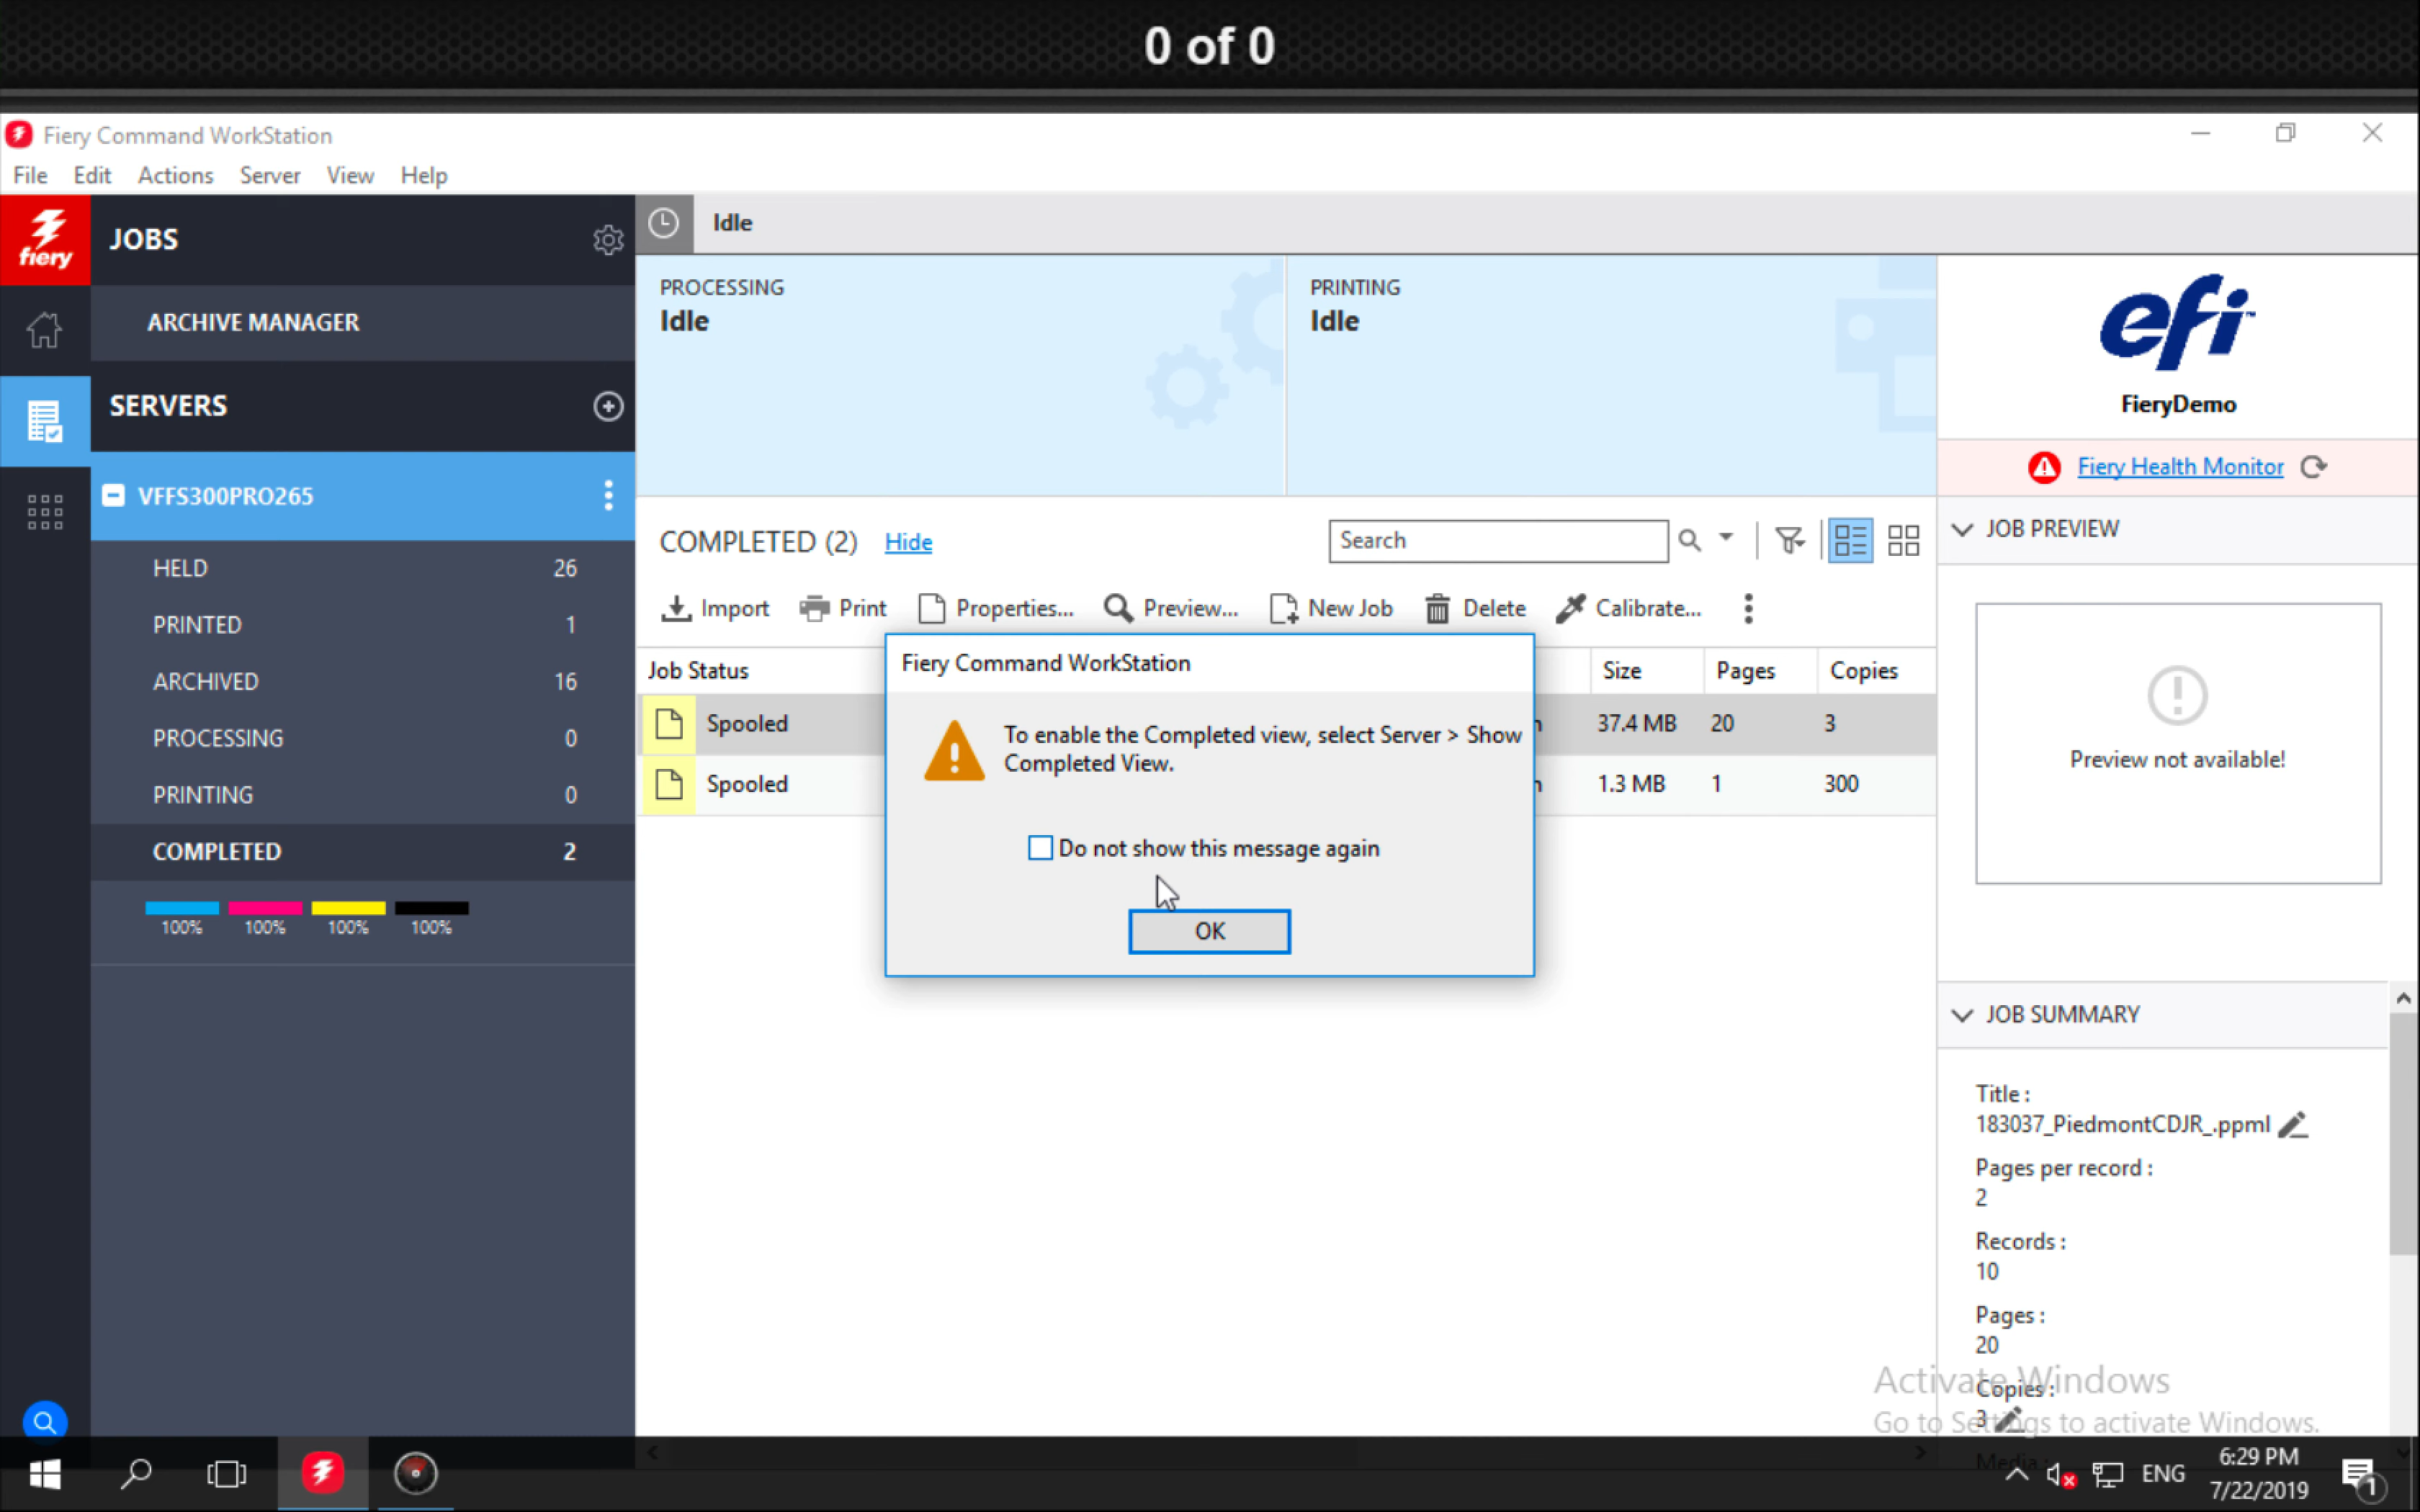 0 of 0
Fiery Command WorkStation
File Edit Actions Server View Help
fiery
JOBS
Idle
ARCHIVE MANAGER
PROCESSING
Idle
PRINTING
Idle
efi
FieryDemo
SERVERS
Fiery Health Monitor
VFFS300PRO265
COMPLETED (2) Hide
Search
JOB PREVIEW
HELD 26
PRINTED 1
ARCHIVED 16
PROCESSING 0
PRINTING 0
COMPLETED 2
100% 100% 100% 100%
Import Print Properties... Preview... New Job Delete Calibrate...
Job Status Size Pages Copies
Spooled 37.4 MB 20 3
Spooled 1.3 MB 1 300
Fiery Command WorkStation
To enable the Completed view, select Server > Show
Completed View.
Do not show this message again
OK
Preview not available!
JOB SUMMARY
Title :
183037_PiedmontCDJR_.ppml
Pages per record :
2
Records :
10
Pages :
20
Copies :
3
Media
Activate Windows
Go to Settings to activate Windows.
ENG
6:29 PM
7/22/2019
1